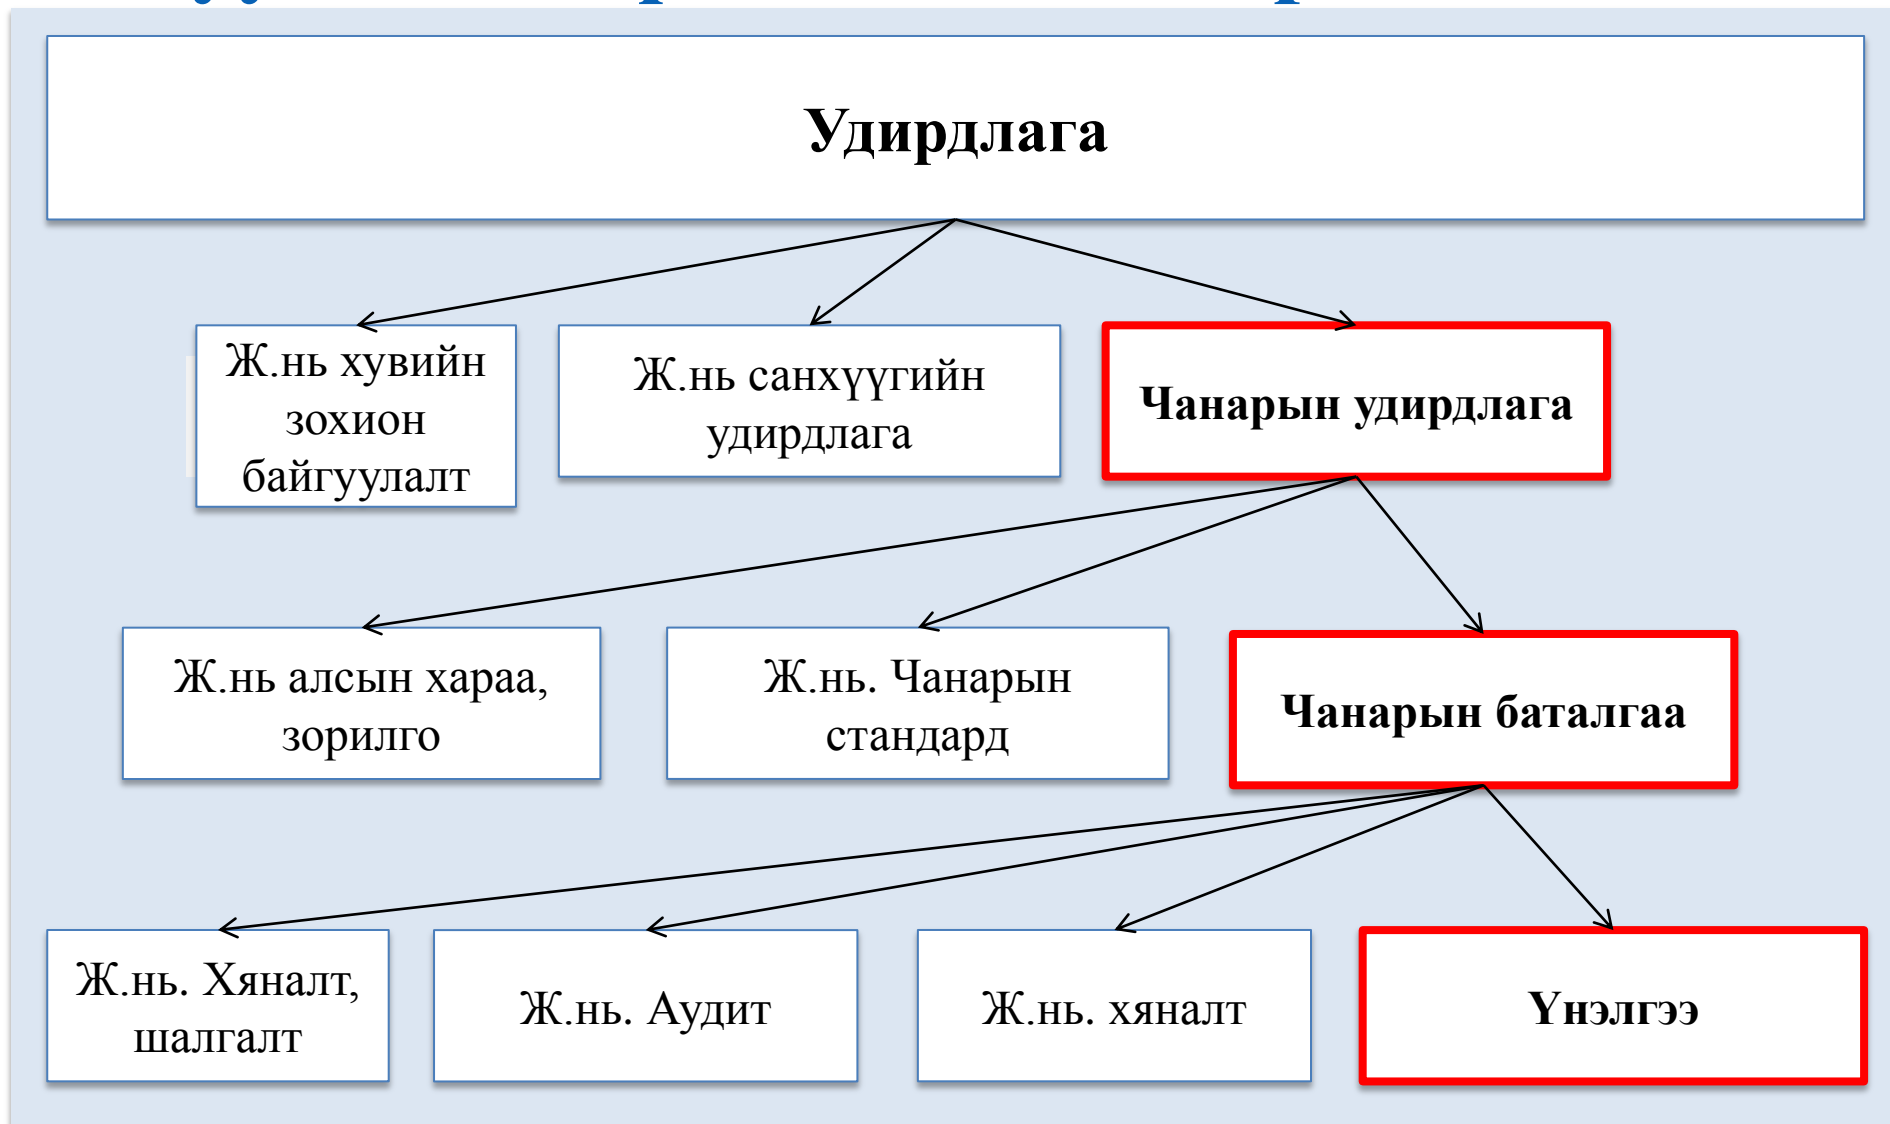 Удирдлага
Ж.нь хувийн
зохион
байгуулалт
Ж.нь санхүүгийн
удирдлага
Чанарын удирдлага
Ж.нь алсын хараа,
зорилго
Ж.нь. Чанарын
стандард
Чанарын баталгаа
Ж.нь. Хяналт,
шалгалт
Ж.нь. Аудит
Ж.нь. хяналт
Үнэлгээ